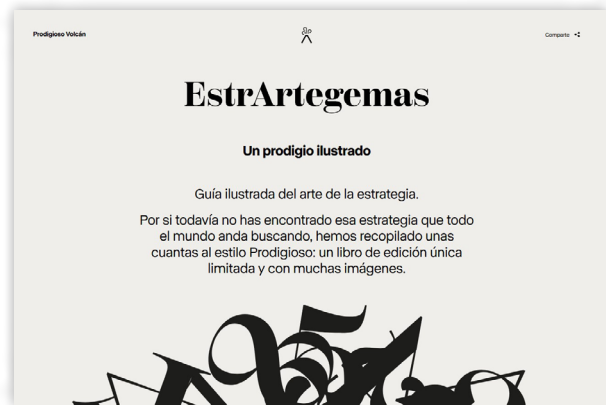 Prodigioso Volcán
Comparte
EstrArtegemas
Un prodigio ilustrado
Guía ilustrada del arte de la estrategia.
Por si todavía no has encontrado esa estrategia que todo
el mundo anda buscando, hemos recopilado unas
cuantas al estilo Prodigioso: un libro de edición única
limitada y con muchas imágenes.